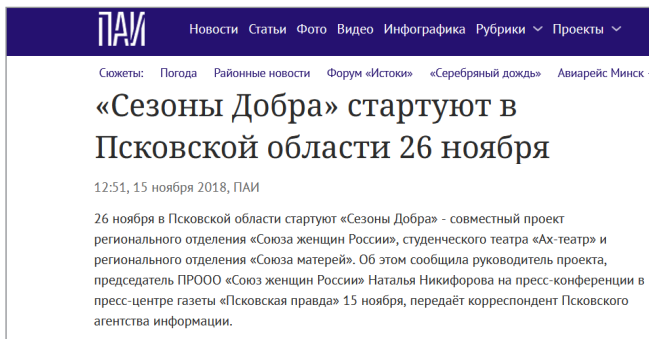 ПАИ Новости Статьи Фото Видео Инфографика Рубрики Проекты
Сюжеты: Погода Районные новости Форум «Истоки» «Серебряный дождь» Авиарейс Минск -
«Сезоны Добра» стартуют в
Псковской области 26 ноября
12:51, 15 ноября 2018, ПАИ
26 ноября в Псковской области стартуют «Сезоны Добра» - совместный проект
регионального отделения «Союза женщин России», студенческого театра «Ах-театр» и
регионального отделения «Союза матерей». Об этом сообщила руководитель проекта,
председатель ПРООО «Союз женщин России» Наталья Никифорова на пресс-конференции в
пресс-центре газеты «Псковская правда» 15 ноября, передаёт корреспондент Псковского
агентства информации.